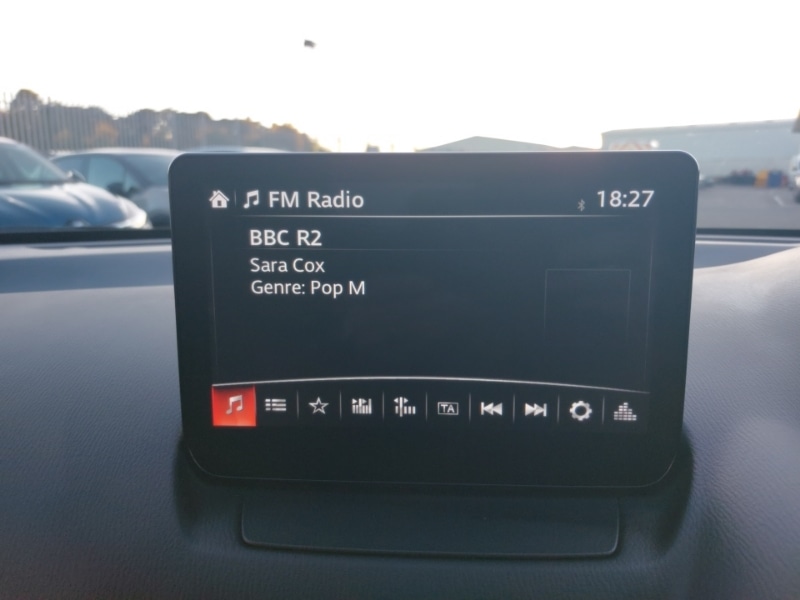 FM Radio 18:27
BBC R2
Sara Cox
Genre: Pop M
TA